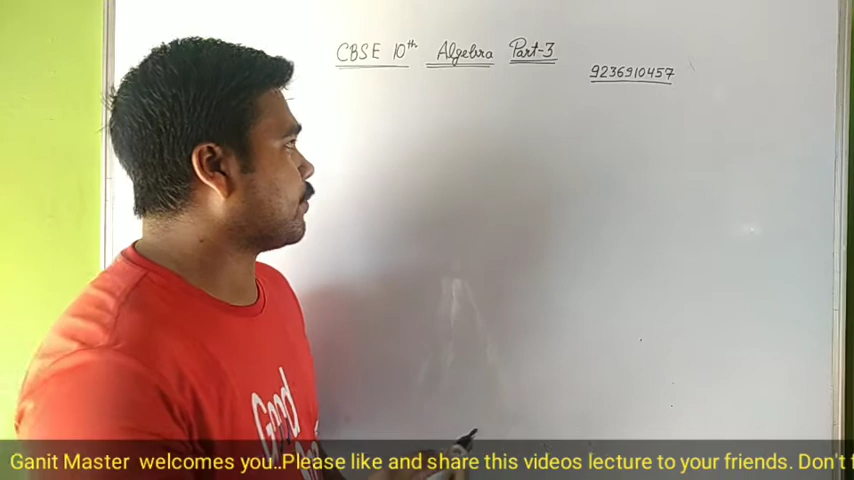 CBSE 10th Algebra Part-3
9236910457
Good
Ganit Master welcomes you..Please like and share this videos lecture to your friends. Don't